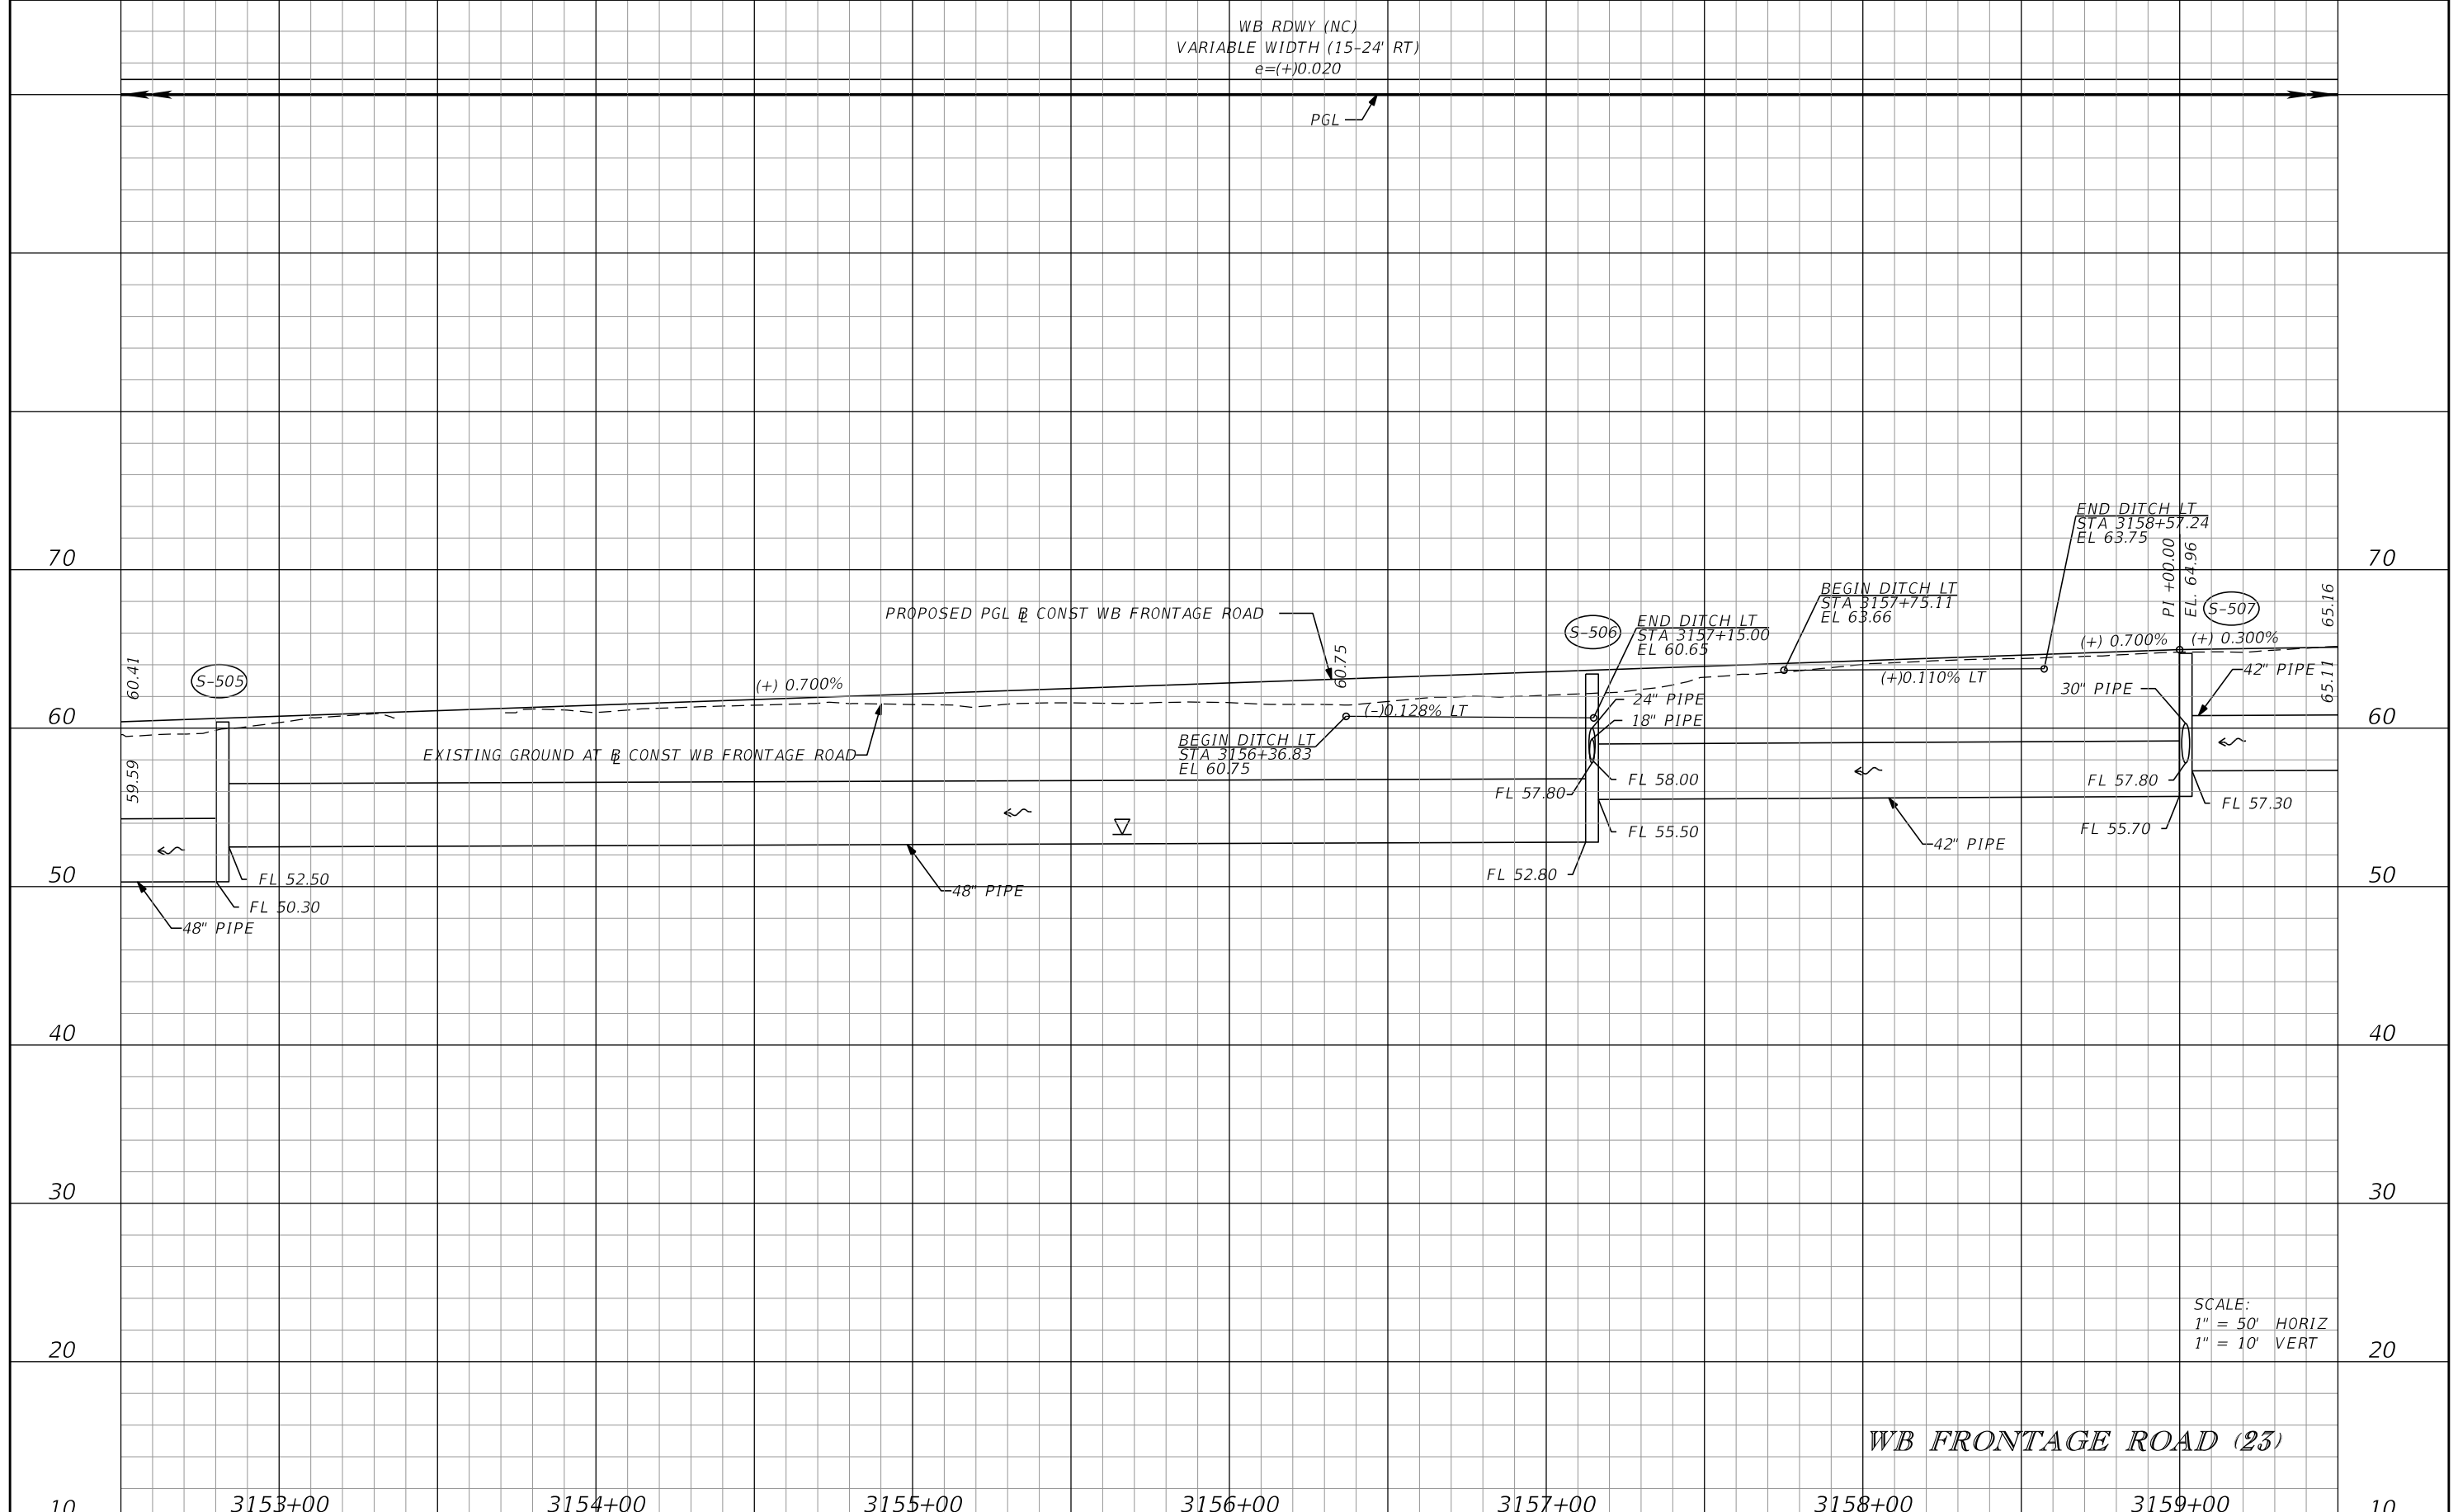 WB RDWY (NC)
VARIABLE WIDTH (15-24' RT)
e=(+)0.020
PGL
END DITCH LT
STA 3158+57.24
EL 63.75
PI +00.00
EL. 64.96
70
70
BEGIN DITCH LT
STA 3157+75.11
EL 63.66
65.16
S-507
PROPOSED PGL ⅊ CONST WB FRONTAGE ROAD
END DITCH LT
STA 3157+15.00
EL 60.65
S-506
(+) 0.700%
(+) 0.300%
60.41
S-505
(+) 0.700%
60.75
42" PIPE
(+)0.110% LT
30" PIPE
65.11
24" PIPE
(-)0.128% LT
18" PIPE
60
60
BEGIN DITCH LT
STA 3156+36.83
EL 60.75
EXISTING GROUND AT ⅊ CONST WB FRONTAGE ROAD
59.59
FL 58.00
FL 57.80
FL 57.80
FL 57.30
FL 55.50
FL 55.70
42" PIPE
50
FL 52.50
FL 52.80
50
48" PIPE
FL 50.30
48" PIPE
40
40
30
30
SCALE:
1" = 50' HORIZ
1" = 10' VERT
20
20
WB FRONTAGE ROAD
10
3153+00
3154+00
3155+00
3156+00
3157+00
3158+00
3159+00
10